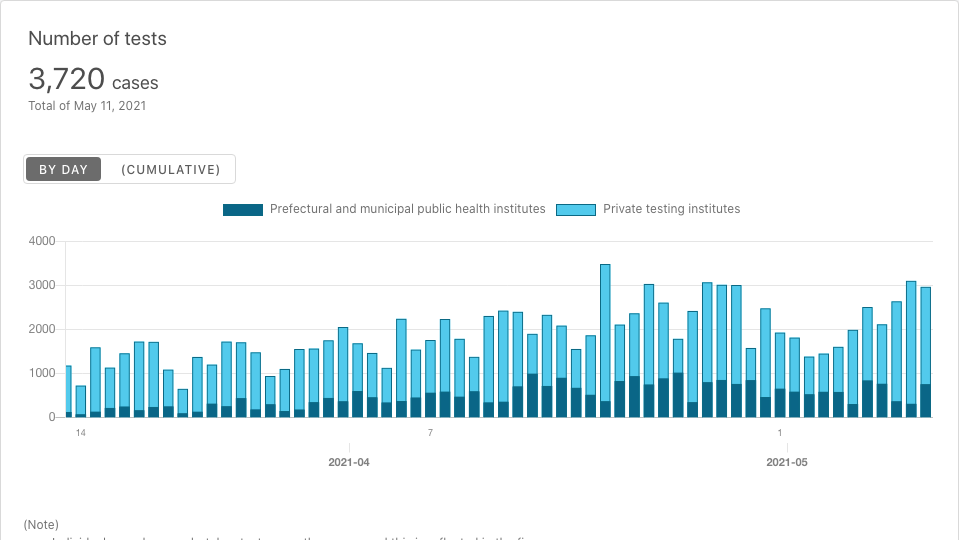 Number of tests
3,720 cases
Total of May 11, 2021
BY DAY (CUMULATIVE)
Prefectural and municipal public health institutes Private testing institutes
4000
3000
2000
1000
0
14 7 1
2021-04 2021-05
(Note)